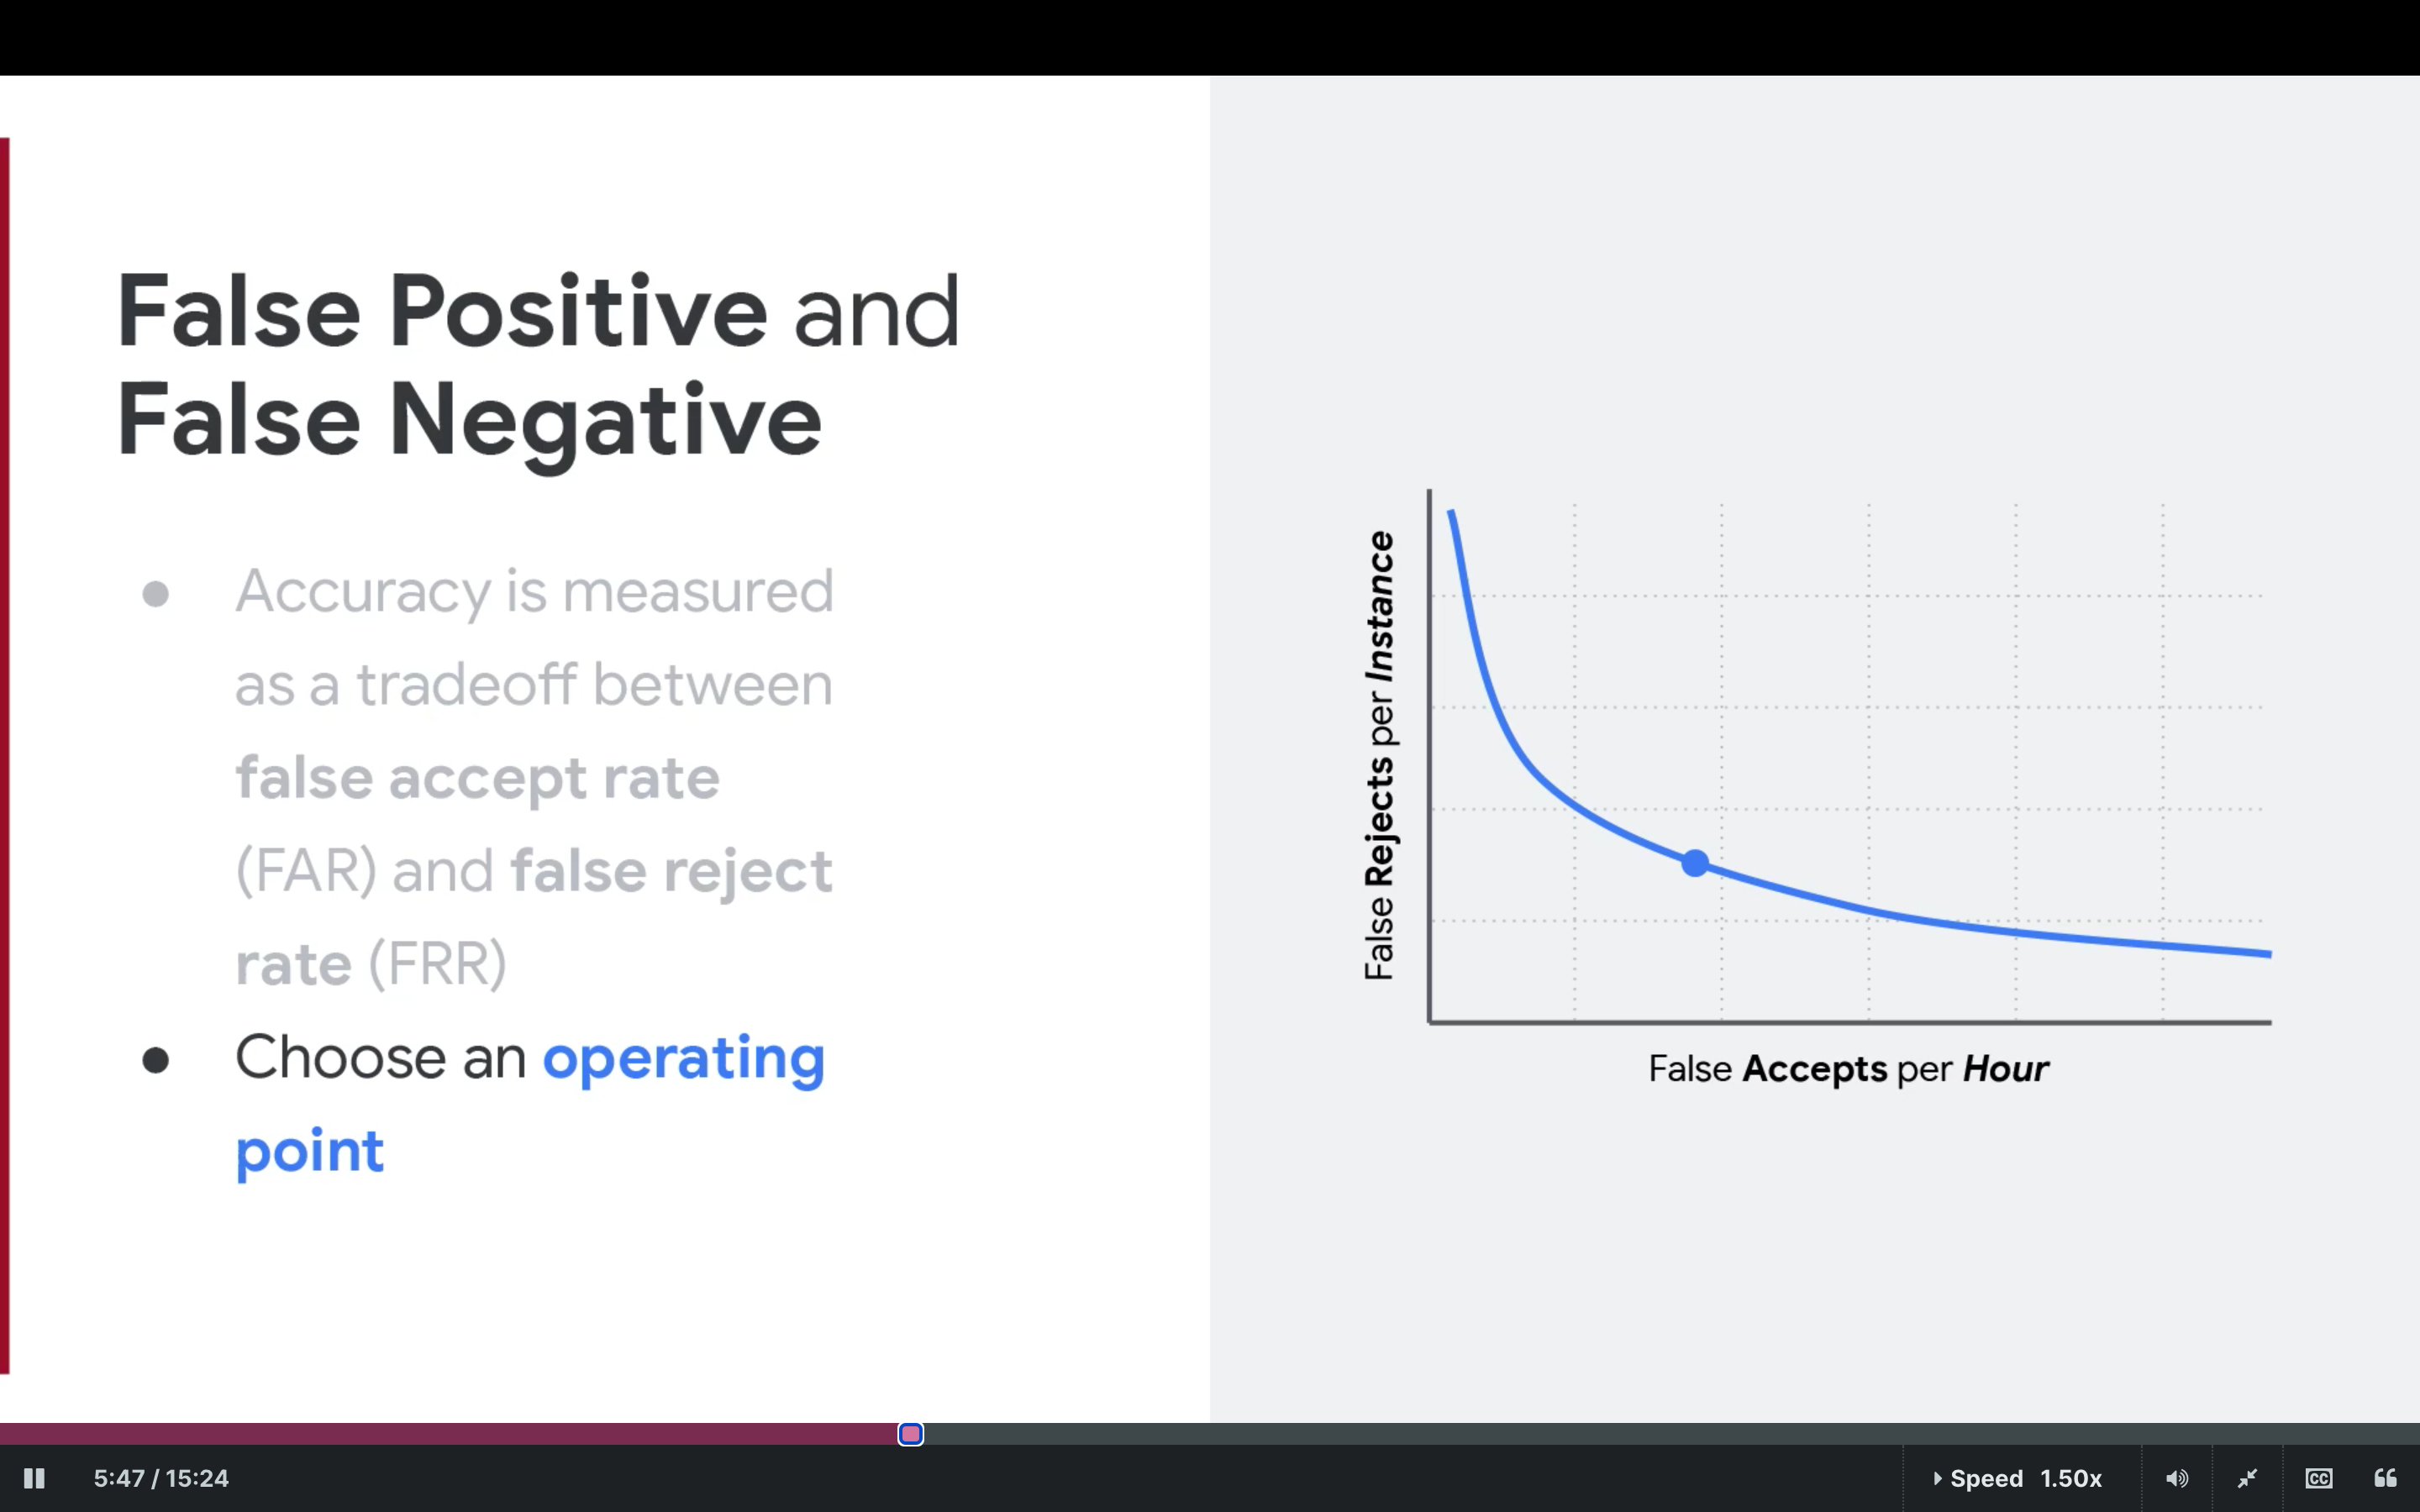 False Positive and
False Negative
● Accuracy is measured
as a tradeoff between
false accept rate
(FAR) and false reject
rate (FRR)
● Choose an operating
point
False Rejects per Instance
False Accepts per Hour
5:47 / 15:24
Speed 1.50x
CC